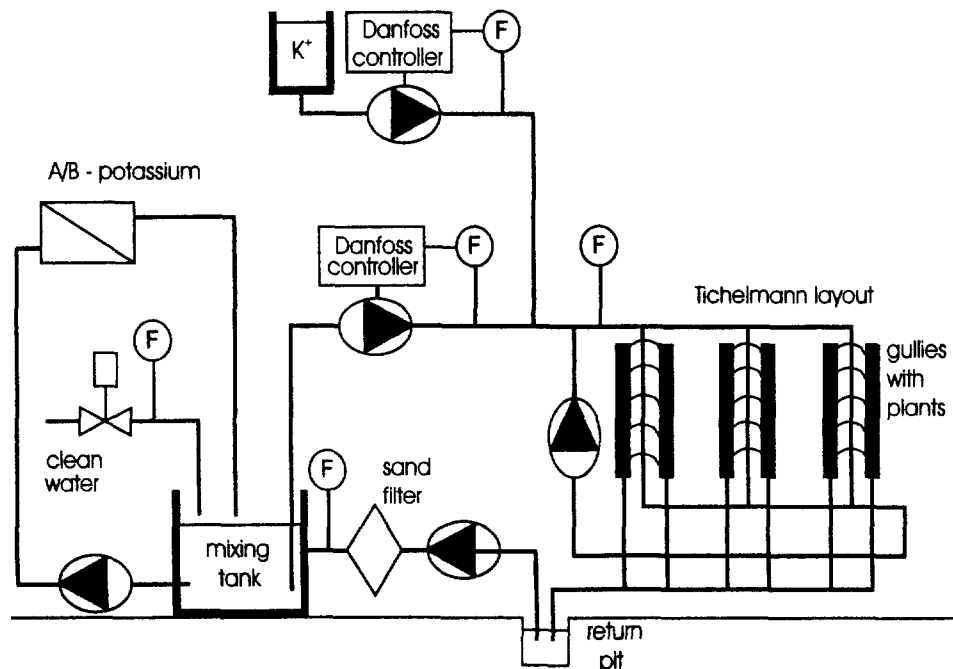 K+
Danfoss
controller
F
A/B - potassium
Danfoss
controller
F
F
Tichelmann layout
F
gullies
with
plants
clean
water
F
sand
filter
mixing
tank
return
pit